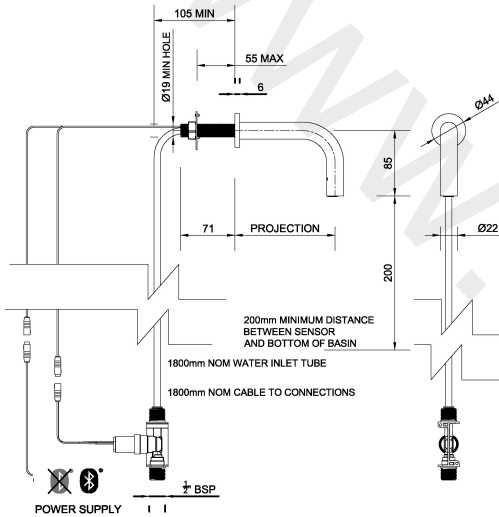 105 MIN
55 MAX
Ø19 MIN HOLE
6
Ø44
85
71
PROJECTION
Ø22
200
200mm MINIMUM DISTANCE
BETWEEN SENSOR
AND BOTTOM OF BASIN
1800mm NOM WATER INLET TUBE
1800mm NOM CABLE TO CONNECTIONS
1/2" BSP
POWER SUPPLY
www.